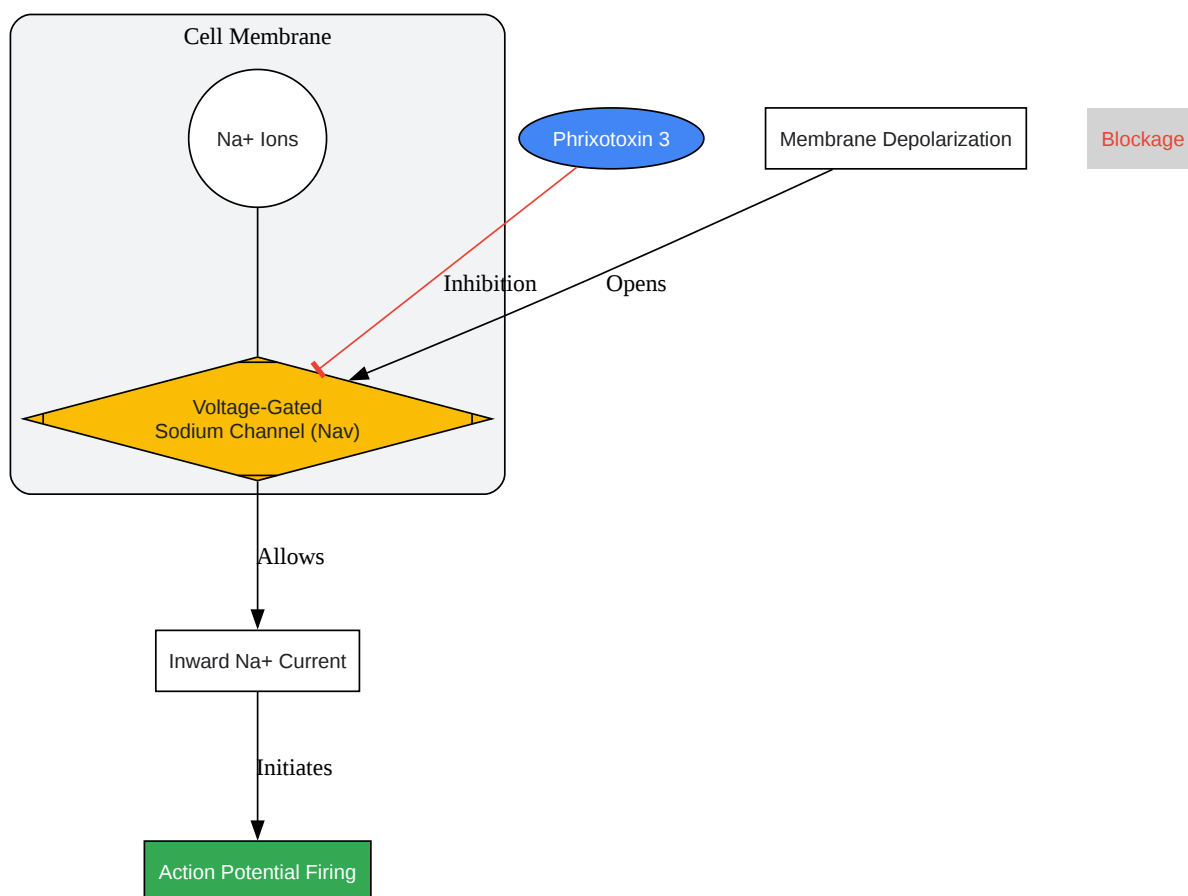 Cell Membrane
Na+ Ions
Phrixotoxin 3
Membrane Depolarization
Blockage
Inhibition
Opens
Voltage-Gated
Sodium Channel (Nav)
Allows
Inward Na+ Current
Initiates
Action Potential Firing